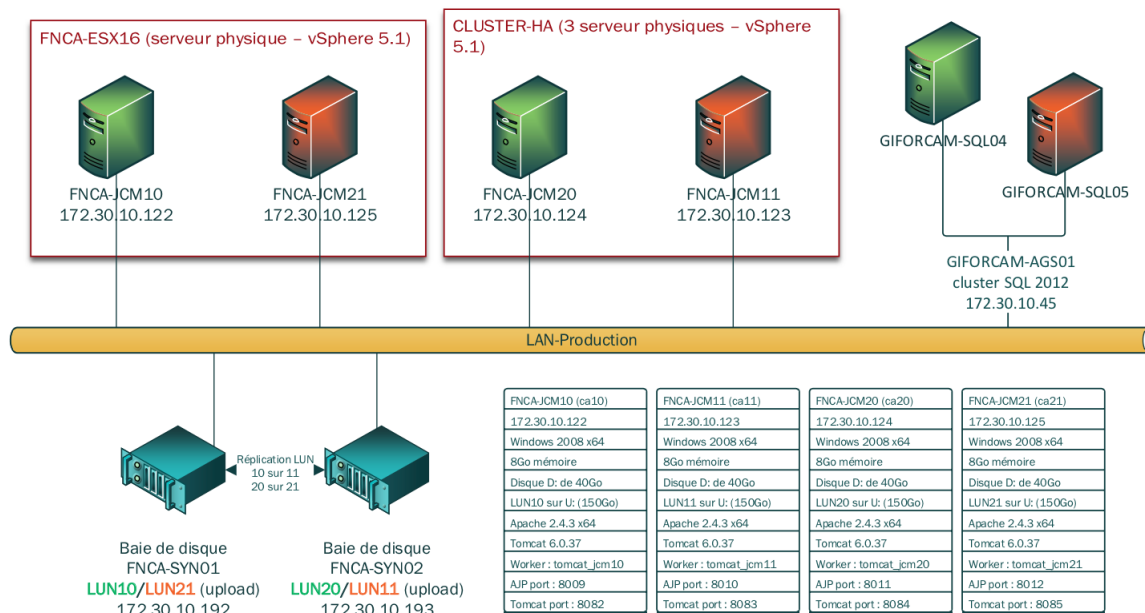 FNCA-ESX16 (serveur physique – vSphere 5.1)
FNCA-JCM10
172.30.10.122
FNCA-JCM21
172.30.10.125
CLUSTER-HA (3 serveur physiques – vSphere
5.1)
FNCA-JCM20
172.30.10.124
FNCA-JCM11
172.30.10.123
GIFORCAM-SQL04
GIFORCAM-SQL05
GIFORCAM-AGS01
cluster SQL 2012
172.30.10.45
LAN-Production
Réplication LUN
10 sur 11
20 sur 21
Baie de disque
FNCA-SYN01
LUN10/LUN21 (upload)
172.30.10.192
Baie de disque
FNCA-SYN02
LUN20/LUN11 (upload)
172.30.10.193
FNCA-JCM10 (ca10)
172.30.10.122
Windows 2008 x64
8Go mémoire
Disque D: de 40Go
LUN10 sur U: (150Go)
Apache 2.4.3 x64
Tomcat 6.0.37
Worker : tomcat_jcm10
AJP port : 8009
Tomcat port : 8082
FNCA-JCM11 (ca11)
172.30.10.123
Windows 2008 x64
8Go mémoire
Disque D: de 40Go
LUN11 sur U: (150Go)
Apache 2.4.3 x64
Tomcat 6.0.37
Worker : tomcat_jcm11
AJP port : 8010
Tomcat port : 8083
FNCA-JCM20 (ca20)
172.30.10.124
Windows 2008 x64
8Go mémoire
Disque D: de 40Go
LUN20 sur U: (150Go)
Apache 2.4.3 x64
Tomcat 6.0.37
Worker : tomcat_jcm20
AJP port : 8011
Tomcat port : 8084
FNCA-JCM21 (ca21)
172.30.10.125
Windows 2008 x64
8Go mémoire
Disque D: de 40Go
LUN21 sur U: (150Go)
Apache 2.4.3 x64
Tomcat 6.0.37
Worker : tomcat_jcm21
AJP port : 8012
Tomcat port : 8085